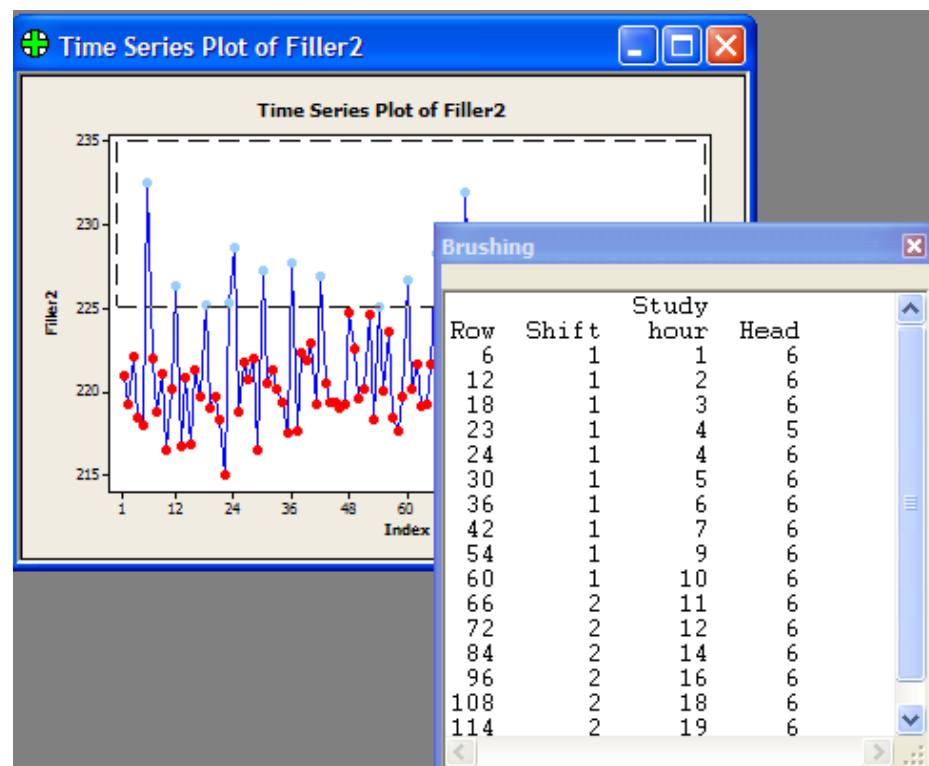 Time Series Plot of Filler2
Time Series Plot of Filler2
235
230
225
220
215
Filler2
1 12 24 36 48 60
Index
Brushing
Study
Row Shift hour Head
6 1 1 6
12 1 2 6
18 1 3 6
23 1 4 5
24 1 4 6
30 1 5 6
36 1 6 6
42 1 7 6
54 1 9 6
60 1 10 6
66 2 11 6
72 2 12 6
84 2 14 6
96 2 16 6
108 2 18 6
114 2 19 6